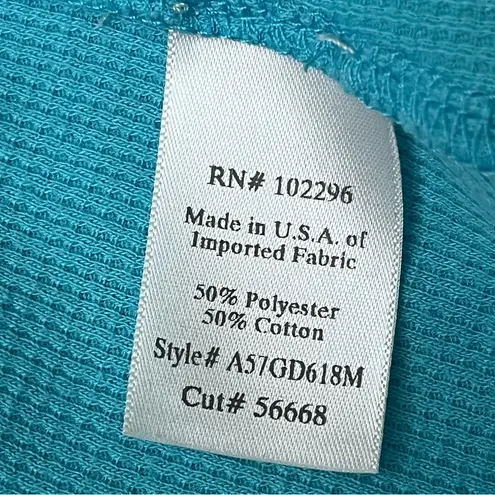 RN# 102296
Made in U.S.A. of
Imported Fabric
50% Polyester
50% Cotton
Style# A57GD618M
Cut# 56668